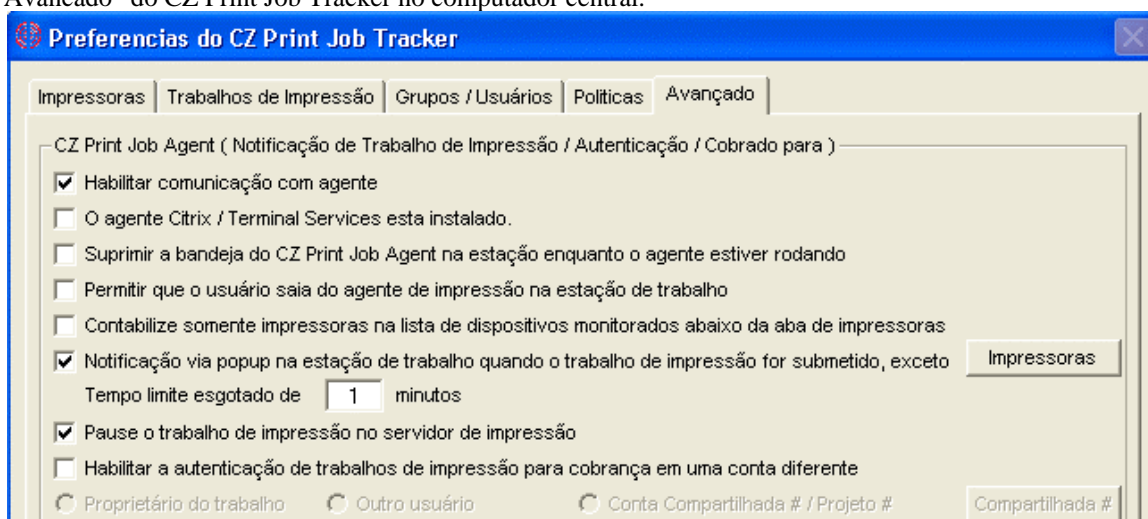 Avançado" do CZ Print Job Tracker no computador central.
Preferencias do CZ Print Job Tracker
Impressoras Trabalhos de Impressão Grupos / Usuários Politicas Avançado
CZ Print Job Agent ( Notificação de Trabalho de Impressão / Autenticação / Cobrado para )
Habilitar comunicação com agente
O agente Citrix / Terminal Services esta instalado.
Suprimir a bandeja do CZ Print Job Agent na estação enquanto o agente estiver rodando
Permitir que o usuário saia do agente de impressão na estação de trabalho
Contabilize somente impressoras na lista de dispositivos monitorados abaixo da aba de impressoras
Notificação via popup na estação de trabalho quando o trabalho de impressão for submetido, exceto Impressoras
Tempo limite esgotado de 1 minutos
Pause o trabalho de impressão no servidor de impressão
Habilitar a autenticação de trabalhos de impressão para cobrança em uma conta diferente
Proprietário do trabalho Outro usuário Conta Compartilhada # / Projeto # Compartilhada #